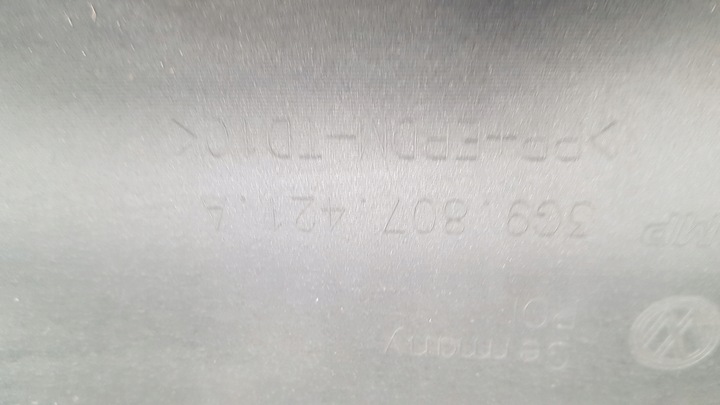 Germany
3G9.807.421.A
>PP-EPDM-TD10<